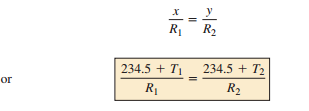 x/R₁ = y/R₂
or 234.5 + T₁/R₁ = 234.5 + T₂/R₂